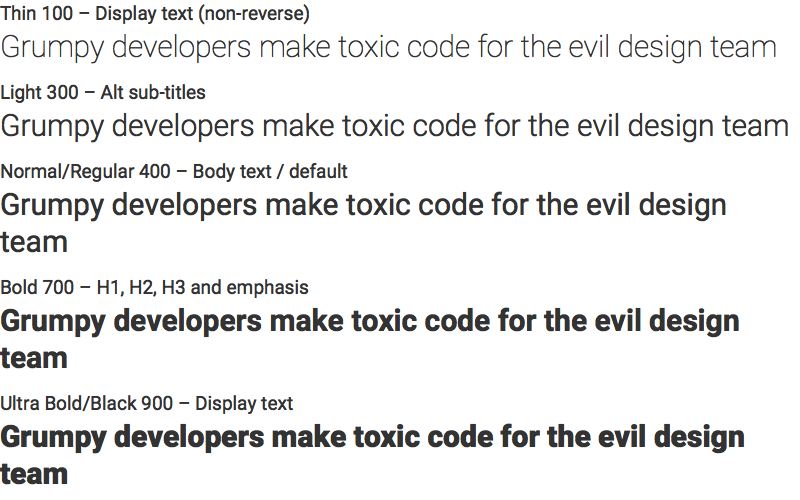 Thin 100 – Display text (non-reverse)
Grumpy developers make toxic code for the evil design team
Light 300 – Alt sub-titles
Grumpy developers make toxic code for the evil design team
Normal/Regular 400 – Body text / default
Grumpy developers make toxic code for the evil design
team
Bold 700 – H1, H2, H3 and emphasis
Grumpy developers make toxic code for the evil design
team
Ultra Bold/Black 900 – Display text
Grumpy developers make toxic code for the evil design
team